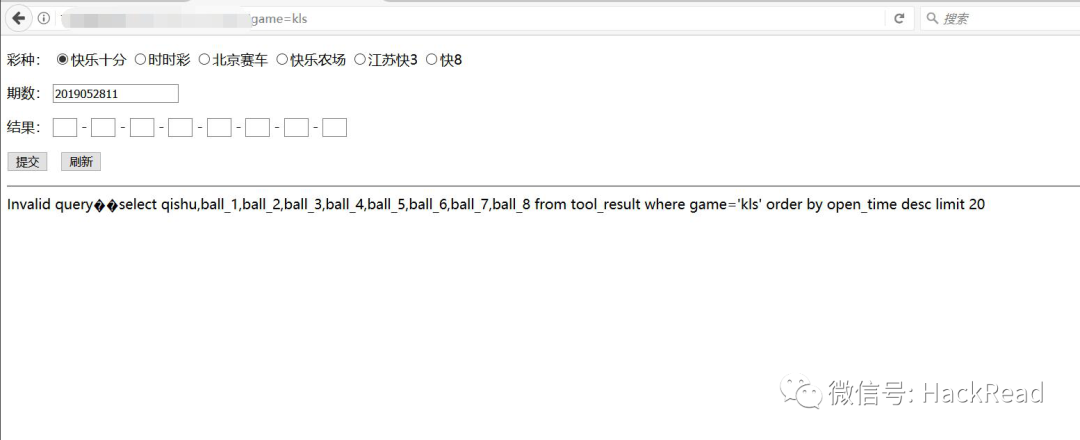 game=kls
搜索
彩种： 快乐十分 时时彩 北京赛车 快乐农场 江苏快3 快8
期数： 2019052811
结果： - - - - - - -
提交 刷新
Invalid query��select qishu,ball_1,ball_2,ball_3,ball_4,ball_5,ball_6,ball_7,ball_8 from tool_result where game='kls' order by open_time desc limit 20
微信号: HackRead